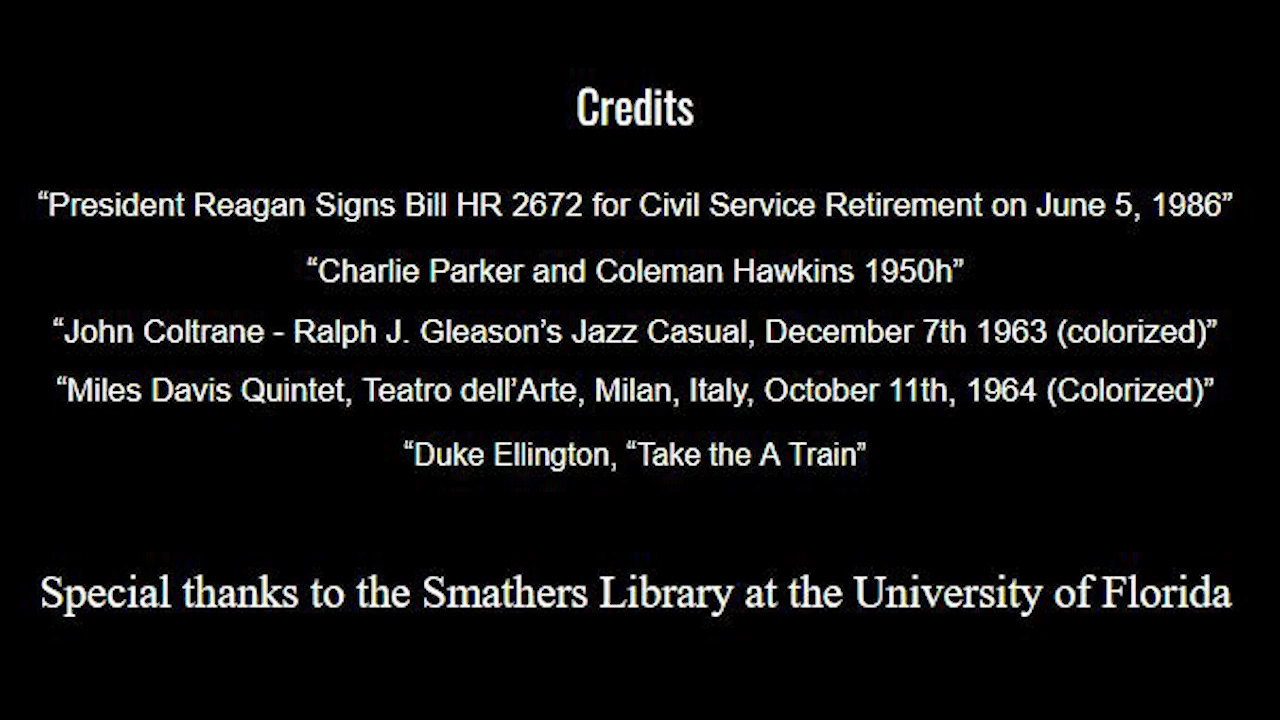 Credits
“President Reagan Signs Bill HR 2672 for Civil Service Retirement on June 5, 1986”
“Charlie Parker and Coleman Hawkins 1950h”
“John Coltrane - Ralph J. Gleason’s Jazz Casual, December 7th 1963 (colorized)”
“Miles Davis Quintet, Teatro dell’Arte, Milan, Italy, October 11th, 1964 (Colorized)”
“Duke Ellington, “Take the A Train”
Special thanks to the Smathers Library at the University of Florida